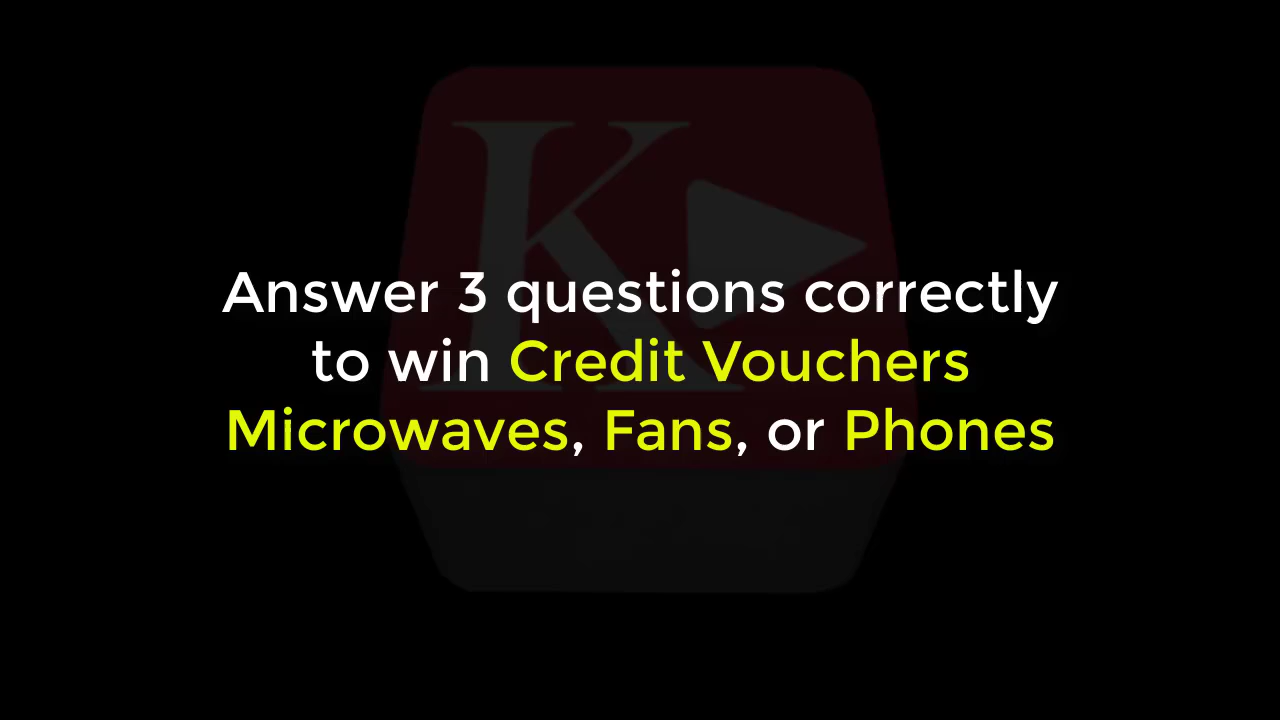 K
Answer 3 questions correctly
to win Credit Vouchers
Microwaves, Fans, or Phones